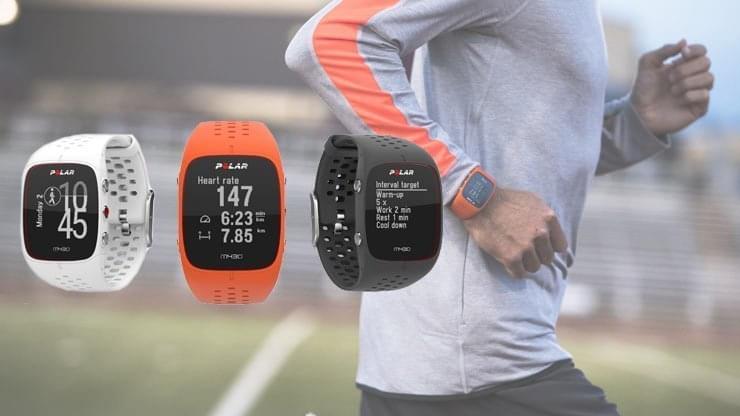 POLAR
Monday, 2
10
45
M430
POLAR
Heart rate
147
6:23 min/km
7.85 km
M430
POLAR
Interval target
Warm-up
5 x
Work 2 min
Rest 1 min
Cool down
M430